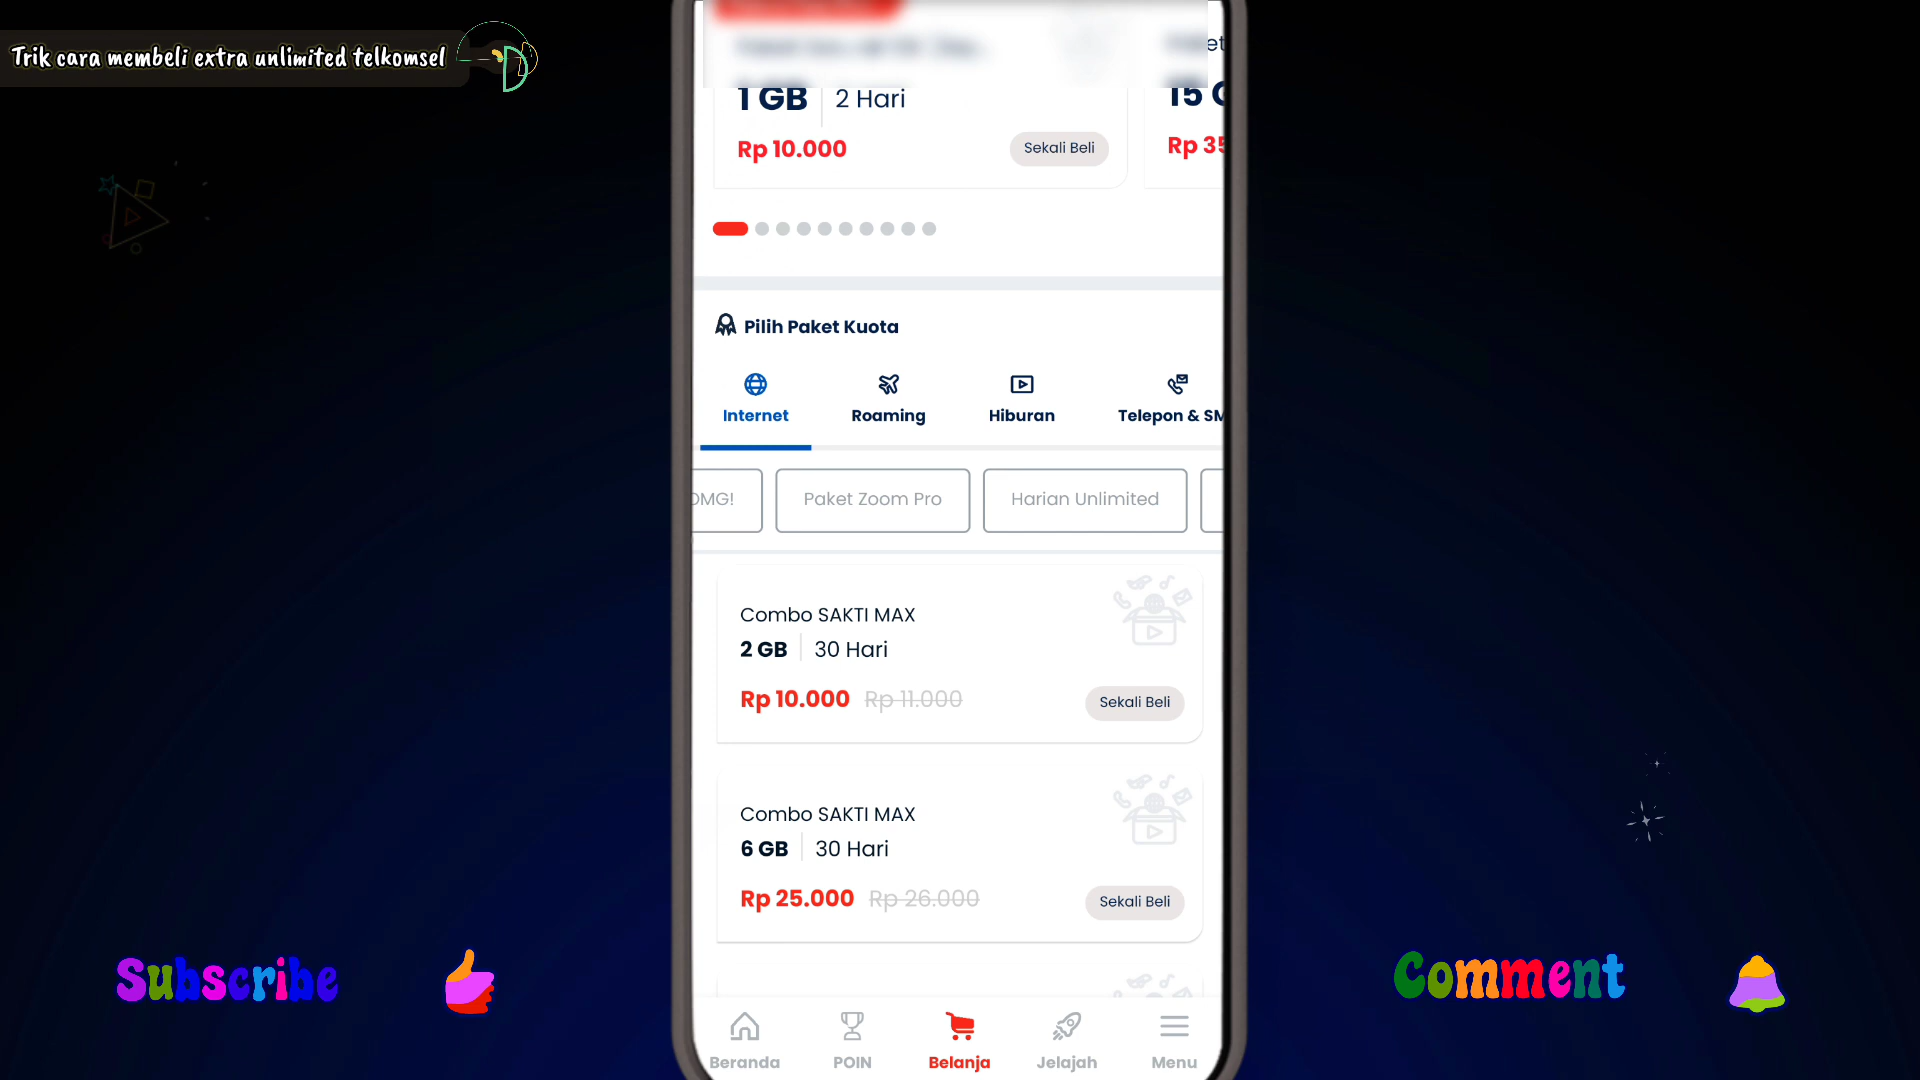 Trik cara membeli extra unlimited telkomsel
1 GB 2 Hari
15
Rp 10.000 Sekali Beli
Rp 35
Pilih Paket Kuota
Internet Roaming Hiburan Telepon & SM
OMG! Paket Zoom Pro Harian Unlimited
Combo SAKTI MAX
2 GB 30 Hari
Rp 10.000 Rp 11.000 Sekali Beli
Combo SAKTI MAX
6 GB 30 Hari
Rp 25.000 Rp 26.000 Sekali Beli
Subscribe
Comment
Beranda POIN Belanja Jelajah Menu